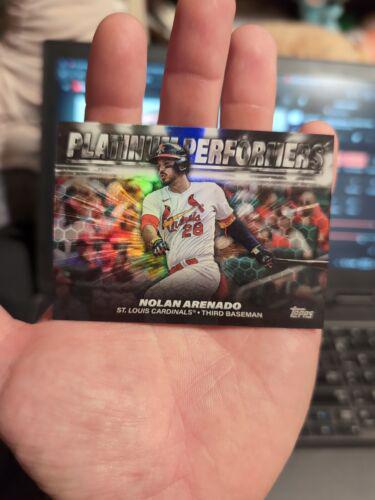 PLATINUM PERFORMERS
Cardinals
28
NOLAN ARENADO
ST. LOUIS CARDINALS® • THIRD BASEMAN
TOPPS